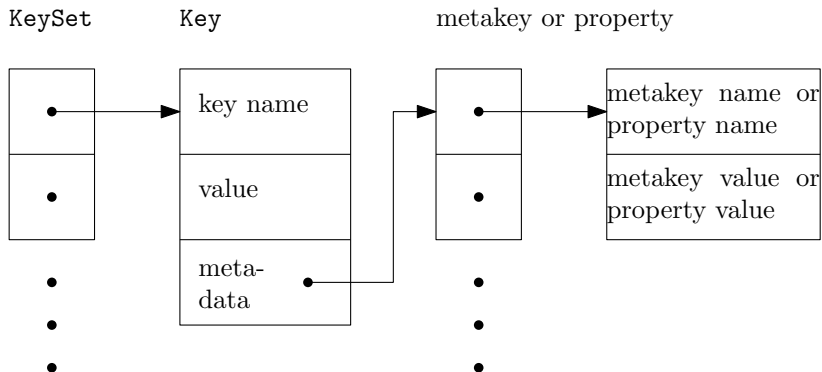 KeySet Key metakey or property
key name
metakey name or
property name
value
metakey value or
property value
meta-
data